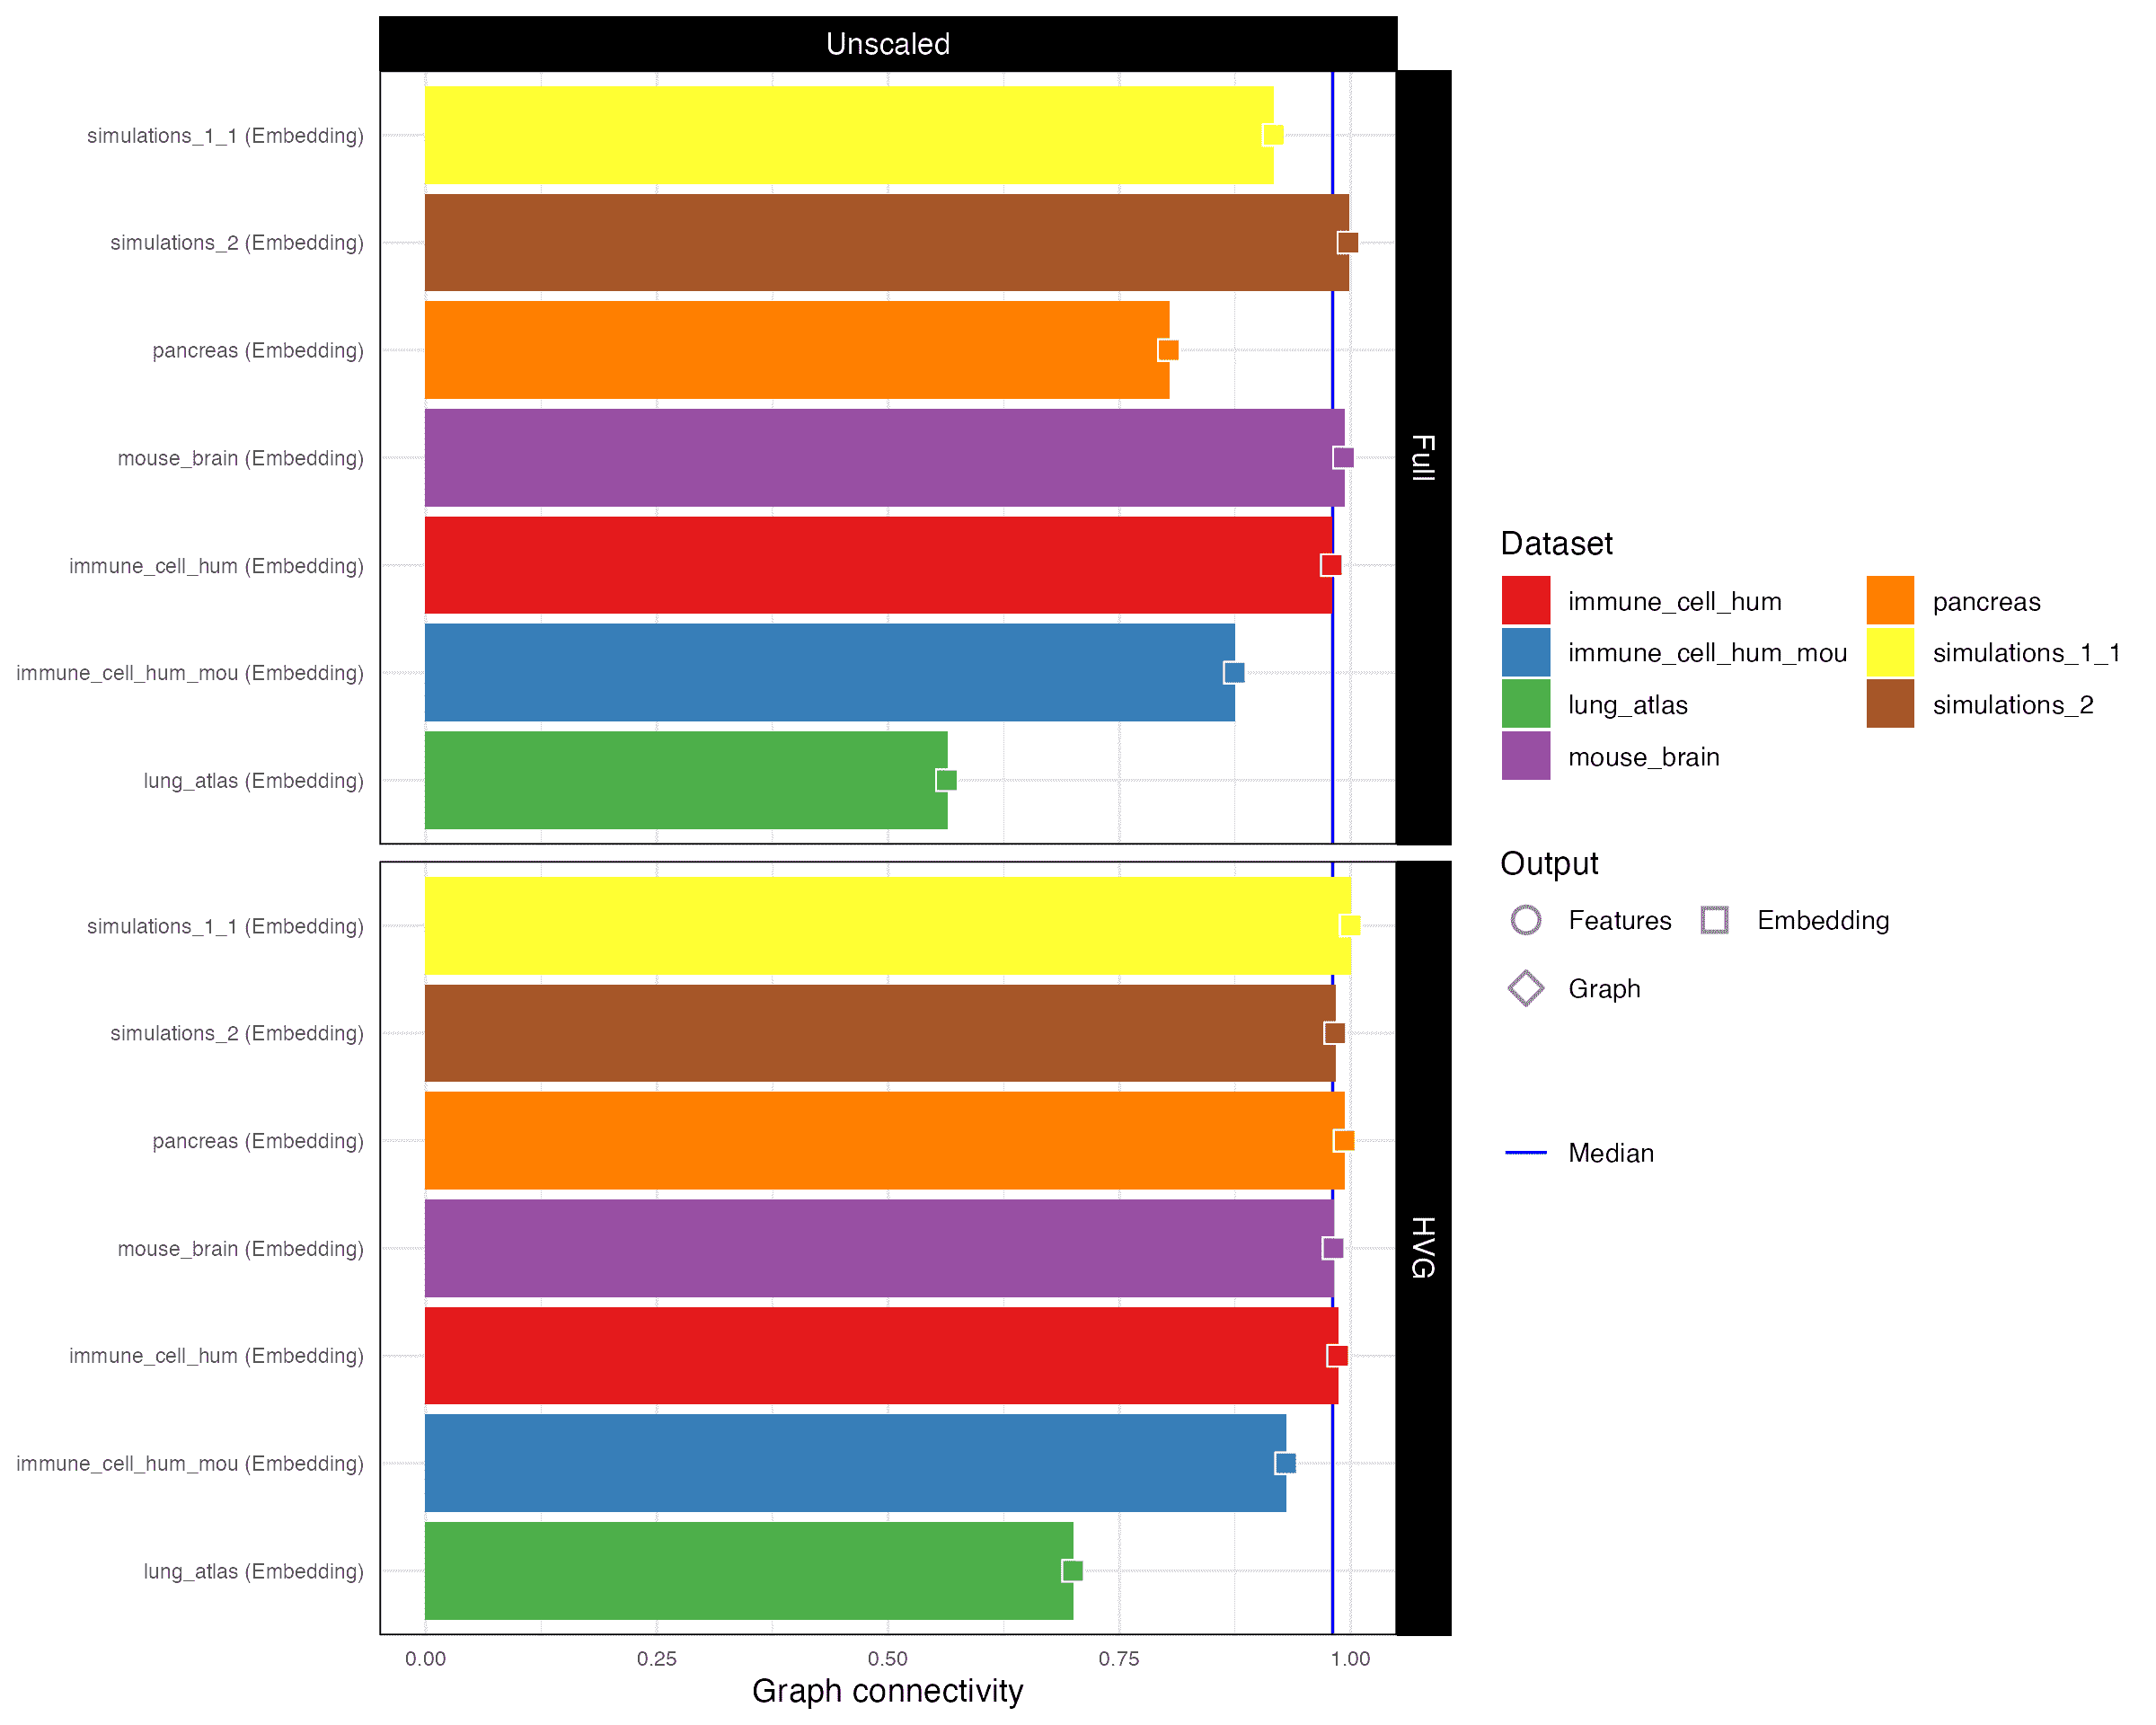 Unscaled
simulations_1_1 (Embedding)
simulations_2 (Embedding)
pancreas (Embedding)
mouse_brain (Embedding)
immune_cell_hum (Embedding)
immune_cell_hum_mou (Embedding)
lung_atlas (Embedding)
Full
simulations_1_1 (Embedding)
simulations_2 (Embedding)
pancreas (Embedding)
mouse_brain (Embedding)
immune_cell_hum (Embedding)
immune_cell_hum_mou (Embedding)
lung_atlas (Embedding)
HVG
0.00 0.25 0.50 0.75 1.00
Graph connectivity
Dataset
immune_cell_hum pancreas
immune_cell_hum_mou simulations_1_1
lung_atlas simulations_2
mouse_brain
Output
Features Embedding
Graph
Median